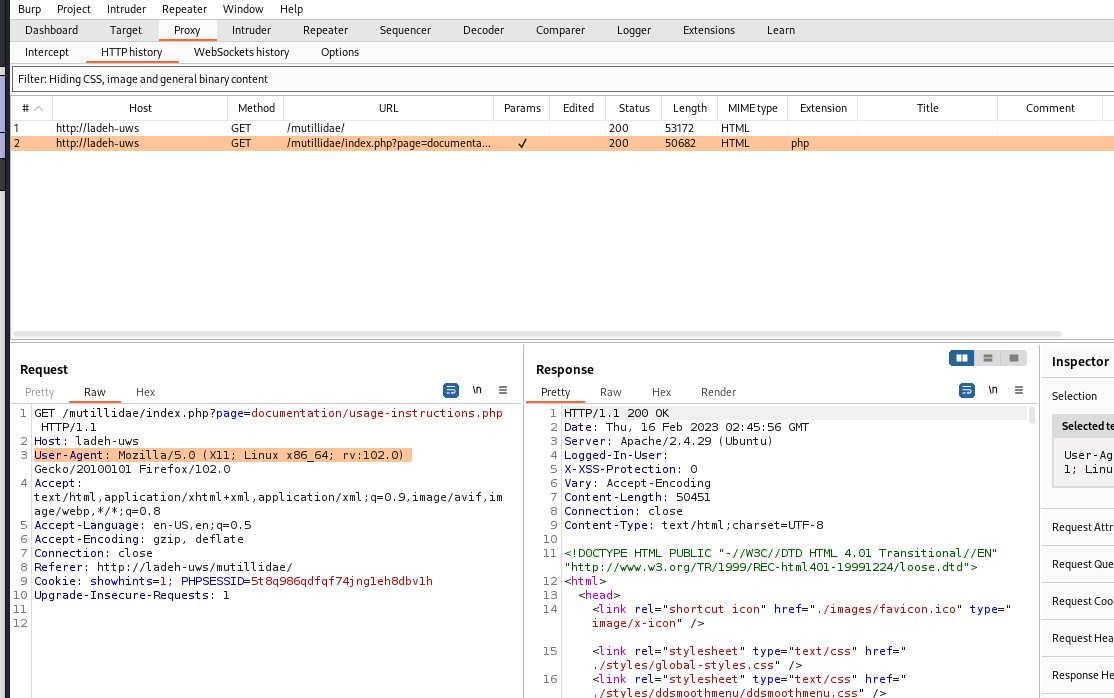 Burp Project Intruder Repeater Window Help
Dashboard Target Proxy Intruder Repeater Sequencer Decoder Comparer Logger Extensions Learn
Intercept HTTP history WebSockets history Options
Filter: Hiding CSS, image and general binary content
# Host Method URL Params Edited Status Length MIME type Extension Title Comment
1 http://ladeh-uws GET /mutillidae/ 200 53172 HTML
2 http://ladeh-uws GET /mutillidae/index.php?page=documenta... ✓ 200 50682 HTML php
Request
Pretty Raw Hex \n
1 GET /mutillidae/index.php?page=documentation/usage-instructions.php
HTTP/1.1
2 Host: ladeh-uws
3 User-Agent: Mozilla/5.0 (X11; Linux x86_64; rv:102.0)
Gecko/20100101 Firefox/102.0
4 Accept:
text/html,application/xhtml+xml,application/xml;q=0.9,image/avif,im
age/webp,*/*;q=0.8
5 Accept-Language: en-US,en;q=0.5
6 Accept-Encoding: gzip, deflate
7 Connection: close
8 Referer: http://ladeh-uws/mutillidae/
9 Cookie: showhints=1; PHPSESSID=5t8q986qdfqf74jng1eh8dbv1h
10 Upgrade-Insecure-Requests: 1
11
12
Response
Pretty Raw Hex Render \n
1 HTTP/1.1 200 OK
2 Date: Thu, 16 Feb 2023 02:45:56 GMT
3 Server: Apache/2.4.29 (Ubuntu)
4 Logged-In-User:
5 X-XSS-Protection: 0
6 Vary: Accept-Encoding
7 Content-Length: 50451
8 Connection: close
9 Content-Type: text/html;charset=UTF-8
10
11 <!DOCTYPE HTML PUBLIC "-//W3C//DTD HTML 4.01 Transitional//EN"
"http://www.w3.org/TR/1999/REC-html401-19991224/loose.dtd">
12 <html>
13 <head>
14 <link rel="shortcut icon" href="./images/favicon.ico" type="
image/x-icon" />
15 <link rel="stylesheet" type="text/css" href="
./styles/global-styles.css" />
16 <link rel="stylesheet" type="text/css" href="
./styles/ddsmoothmenu/ddsmoothmenu.css" />
Inspector
Selection
Selected te
User-Ag
1; Linu
Request Attri
Request Que
Request Coo
Request Hea
Response He